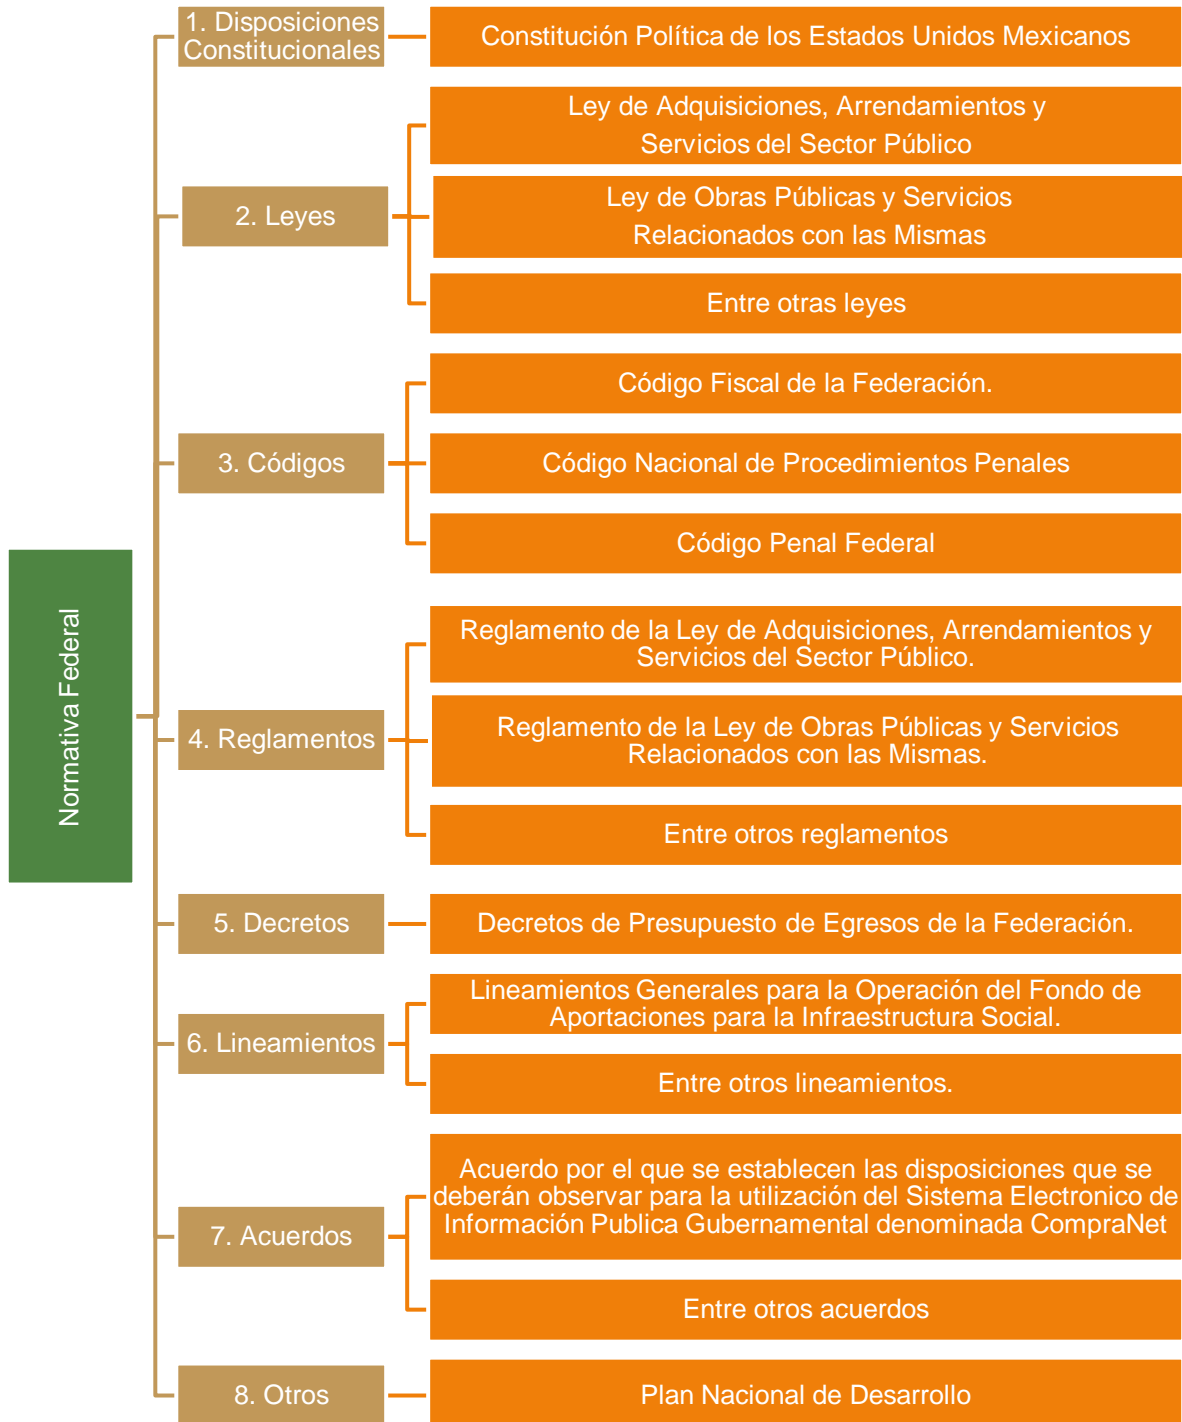 Normativa Federal
1. Disposiciones
Constitucionales
Constitución Política de los Estados Unidos Mexicanos
2. Leyes
Ley de Adquisiciones, Arrendamientos y
Servicios del Sector Público
Ley de Obras Públicas y Servicios
Relacionados con las Mismas
Entre otras leyes
3. Códigos
Código Fiscal de la Federación.
Código Nacional de Procedimientos Penales
Código Penal Federal
4. Reglamentos
Reglamento de la Ley de Adquisiciones, Arrendamientos y
Servicios del Sector Público.
Reglamento de la Ley de Obras Públicas y Servicios
Relacionados con las Mismas.
Entre otros reglamentos
5. Decretos
Decretos de Presupuesto de Egresos de la Federación.
6. Lineamientos
Lineamientos Generales para la Operación del Fondo de
Aportaciones para la Infraestructura Social.
Entre otros lineamientos.
7. Acuerdos
Acuerdo por el que se establecen las disposiciones que se
deberán observar para la utilización del Sistema Electronico de
Información Publica Gubernamental denominada CompraNet
Entre otros acuerdos
8. Otros
Plan Nacional de Desarrollo